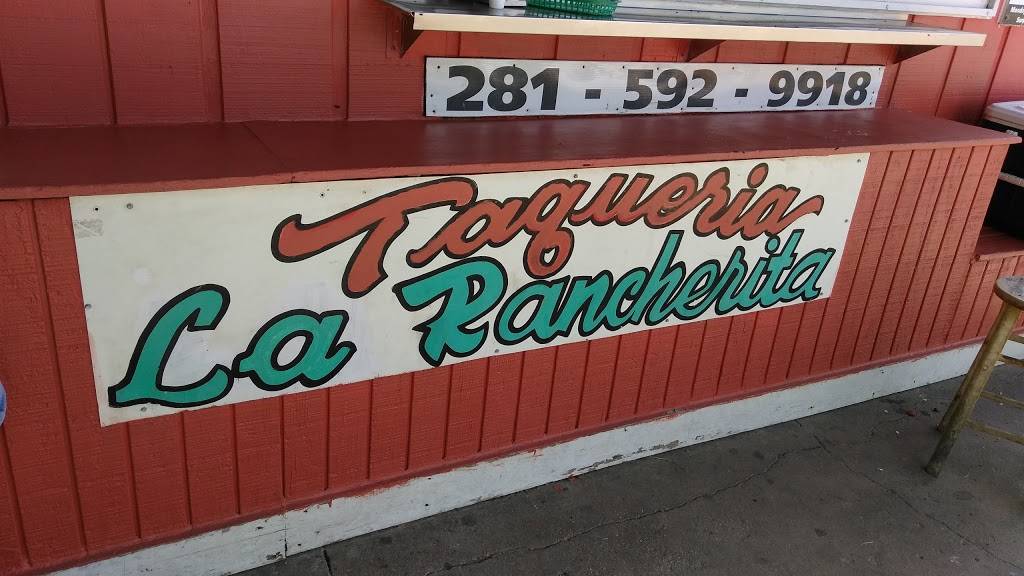 281 - 592 - 9918
Taqueria
La Rancherita